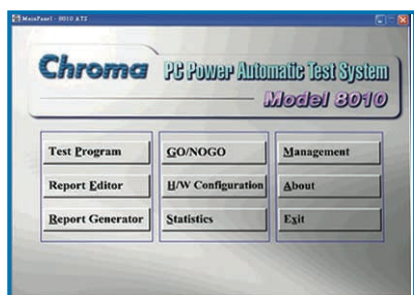 MainPanel - 8010 ATS
Chroma PC Power Automatic Test System
Model 8010
Test Program
GO/NOGO
Management
Report Editor
H/W Configuration
About
Report Generator
Statistics
Exit